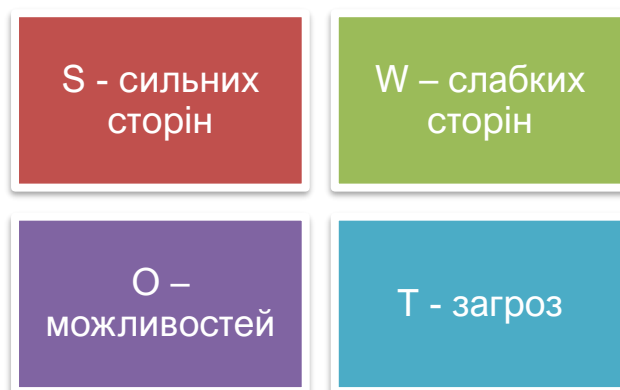 S - сильних
сторін
W – слабких
сторін
О –
можливостей
Т - загроз